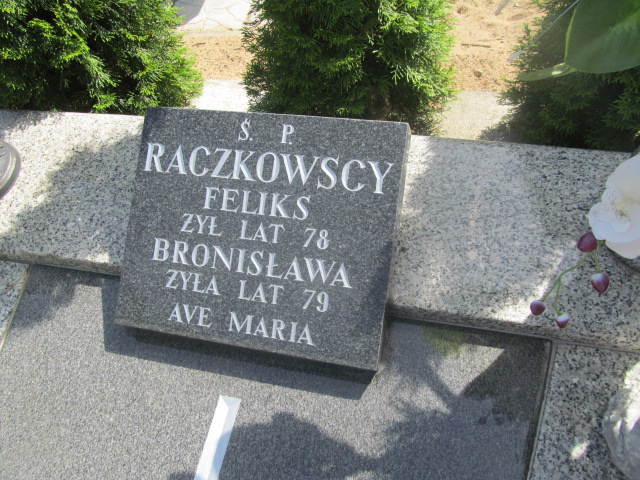 Ś. P.
RACZKOWSCY
FELIKS
ŻYŁ LAT 78
BRONISŁAWA
ŻYŁA LAT 79
AVE MARIA